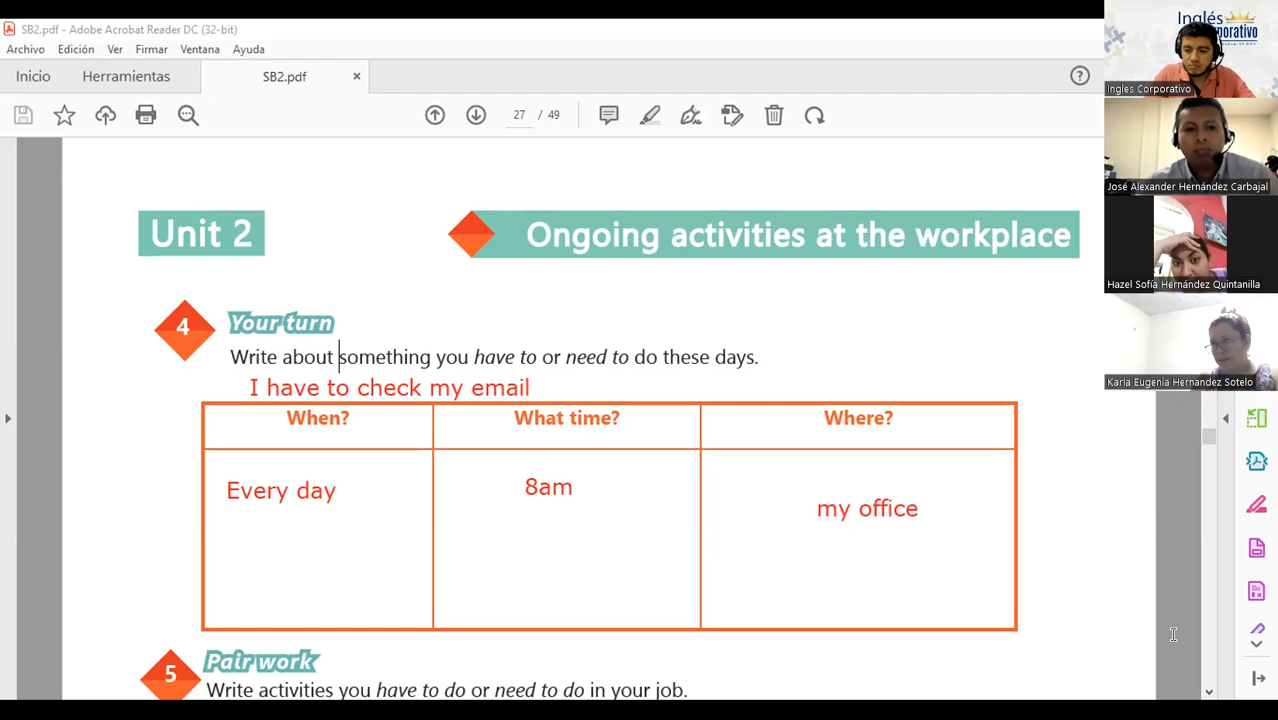 SB2.pdf - Adobe Acrobat Reader DC (32-bit)
Archivo Edición Ver Firmar Ventana Ayuda
Inicio Herramientas SB2.pdf ×
27 / 49
Unit 2
Ongoing activities at the workplace
4
Your turn
Write about something you have to or need to do these days.
I have to check my email
When? What time? Where?
Every day 8am my office
5
Pair work
Write activities you have to do or need to do in your job.
Inglés
Ingles Corporativo
José Alexander Hernández Carbajal
Hazel Sofía Hernández Quintanilla
Karla Eugenia Hernandez Sotelo